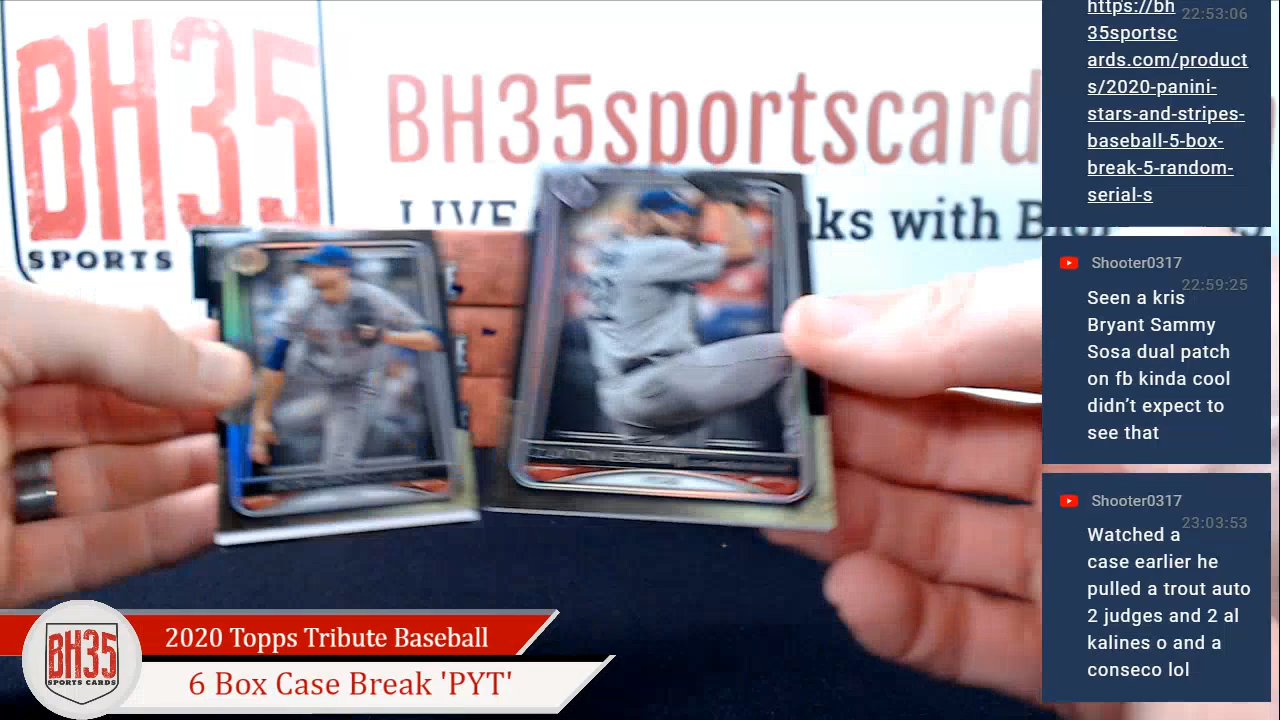 BH35
SPORTS
BH35sportscard
LIVE
ks with
https://bh
22:53:06
35sportsc
ards.com/product
s/2020-panini-
stars-and-stripes-
baseball-5-box-
break-5-random-
serial-s
Shooter0317
22:59:25
Seen a kris
Bryant Sammy
Sosa dual patch
on fb kinda cool
didn’t expect to
see that
Shooter0317
23:03:53
Watched a
case earlier he
pulled a trout auto
2 judges and 2 al
kalines o and a
conseco lol
BH35
SPORTS CARDS
2020 Topps Tribute Baseball
6 Box Case Break 'PYT'